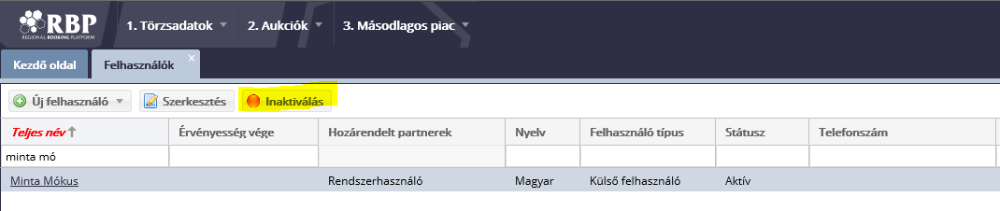 RBP
REGIONAL BOOKING PLATFORM
1. Törzsadatok 2. Aukciók 3. Másodlagos piac
Kezdő oldal Felhasználók
Új felhasználó Szerkesztés Inaktiválás
Teljes név Érvényesség vége Hozárendelt partnerek Nyelv Felhasználó típus Státusz Telefonszám
minta mó
Minta Mókus Rendszerhasználó Magyar Külső felhasználó Aktív